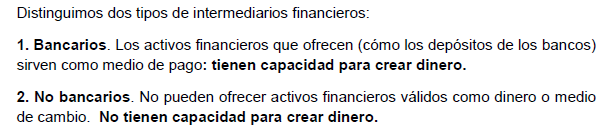 Distinguimos dos tipos de intermediarios financieros:
1. Bancarios. Los activos financieros que ofrecen (cómo los depósitos de los bancos)
sirven como medio de pago: tienen capacidad para crear dinero.
2. No bancarios. No pueden ofrecer activos financieros válidos como dinero o medio
de cambio. No tienen capacidad para crear dinero.